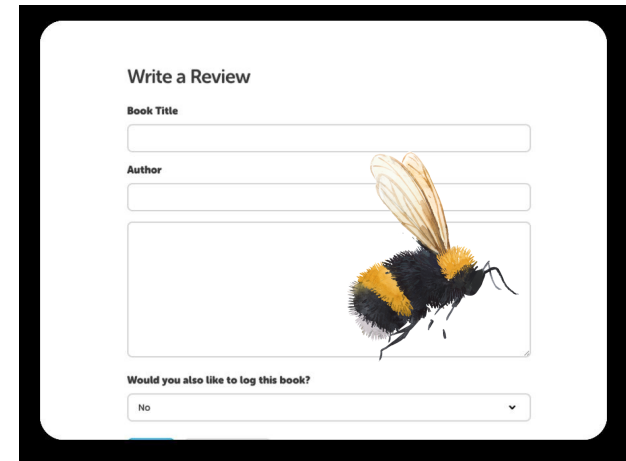 Write a Review
Book Title
Author
Would you also like to log this book?
No